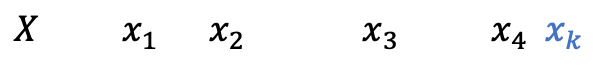 X x₁ x₂ x₃ x₄ xₖ